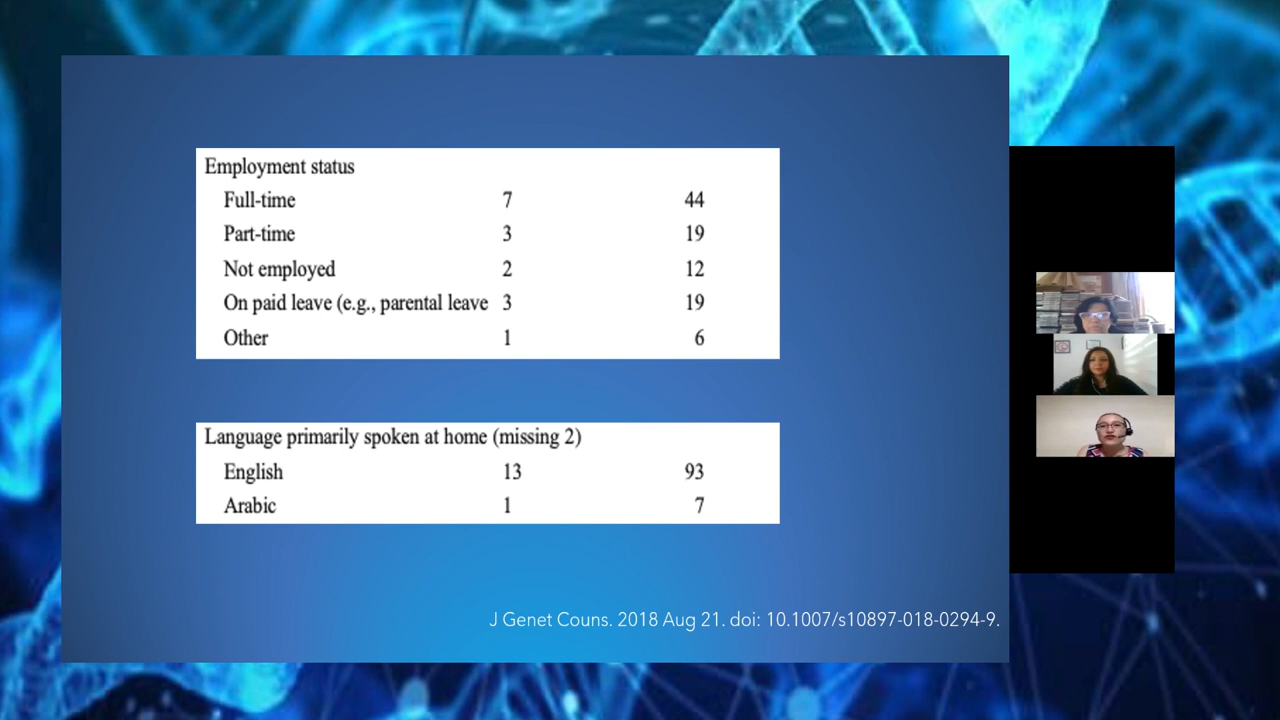 Employment status
Full-time 7 44
Part-time 3 19
Not employed 2 12
On paid leave (e.g., parental leave 3 19
Other 1 6
Language primarily spoken at home (missing 2)
English 13 93
Arabic 1 7
J Genet Couns. 2018 Aug 21. doi: 10.1007/s10897-018-0294-9.